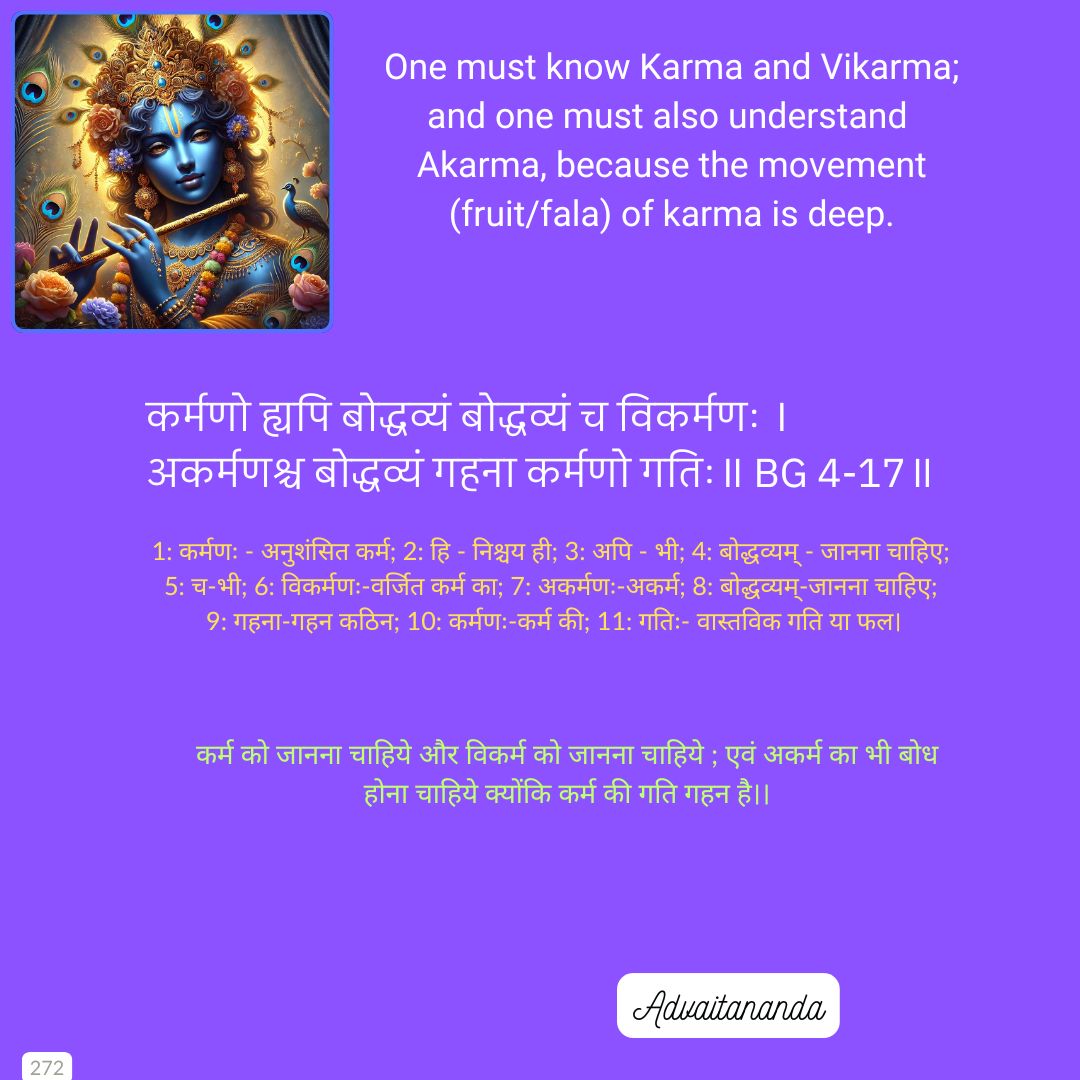 One must know Karma and Vikarma;
and one must also understand
Akarma, because the movement
(fruit/fala) of karma is deep.
कर्मणो ह्यपि बोद्धव्यं बोद्धव्यं च विकर्मणः ।
अकर्मणश्च बोद्धव्यं गहना कर्मणो गतिः॥ BG 4-17॥
1: कर्मणः - अनुशंसित कर्म; 2: हि - निश्चय ही; 3: अपि - भी; 4: बोद्धव्यम् - जानना चाहिए;
5: च-भी; 6: विकर्मणः-वर्जित कर्म का; 7: अकर्मणः-अकर्म; 8: बोद्धव्यम्-जानना चाहिए;
9: गहना-गहन कठिन; 10: कर्मणः-कर्म की; 11: गतिः- वास्तविक गति या फल।
कर्म को जानना चाहिये और विकर्म को जानना चाहिये ; एवं अकर्म का भी बोध
होना चाहिये क्योंकि कर्म की गति गहन है।।
Advaitananda
272